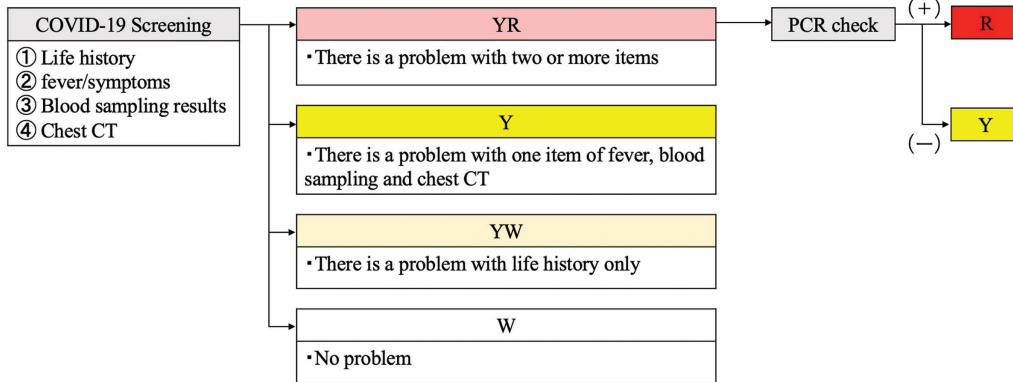 COVID-19 Screening
① Life history
② fever/symptoms
③ Blood sampling results
④ Chest CT
YR
・There is a problem with two or more items
Y
・There is a problem with one item of fever, blood
sampling and chest CT
YW
・There is a problem with life history only
W
・No problem
PCR check
(+)
R
(−)
Y